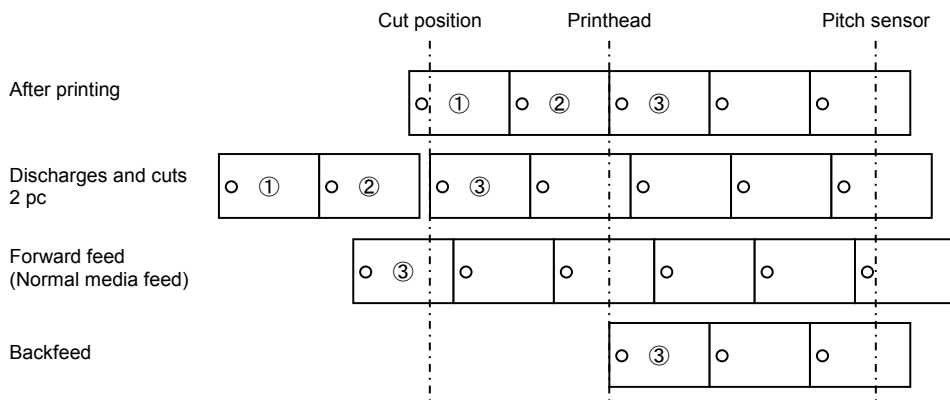 Cut position Printhead Pitch sensor
After printing ① ② ③
Discharges and cuts
2 pc ① ② ③
Forward feed
(Normal media feed) ③
Backfeed ③